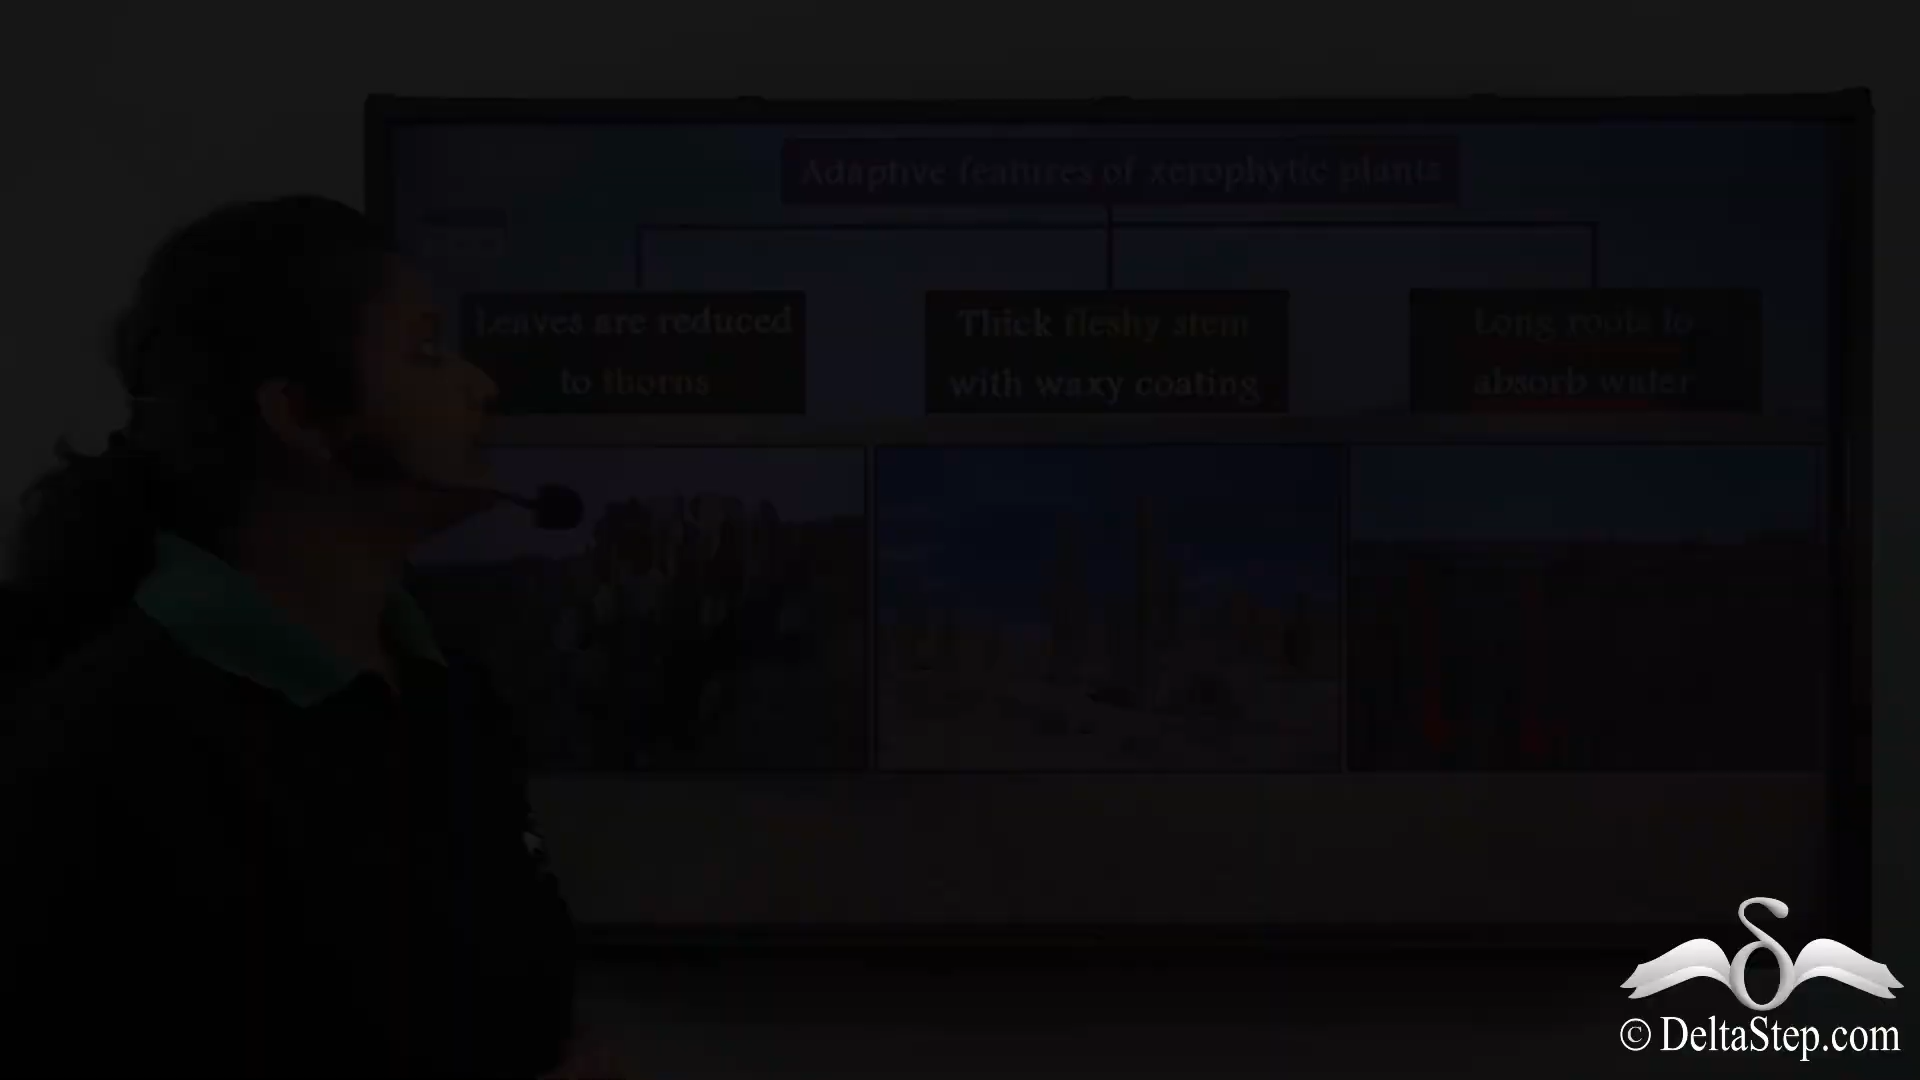 Adaptive features of xerophytic plants
Leaves are reduced
to thorns
Thick fleshy stem
with waxy coating
Long roots to
absorb water
© DeltaStep.com